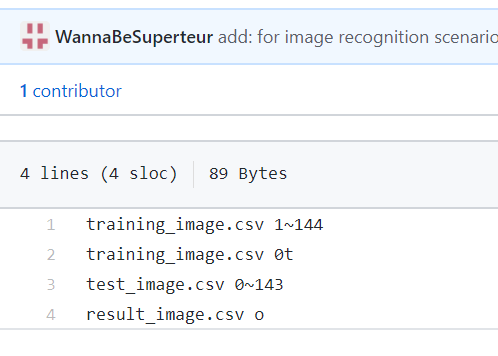 WannaBeSuperteur add: for image recognition scenario
1 contributor
4 lines (4 sloc) 89 Bytes
1 training_image.csv 1~144
2 training_image.csv 0t
3 test_image.csv 0~143
4 result_image.csv o